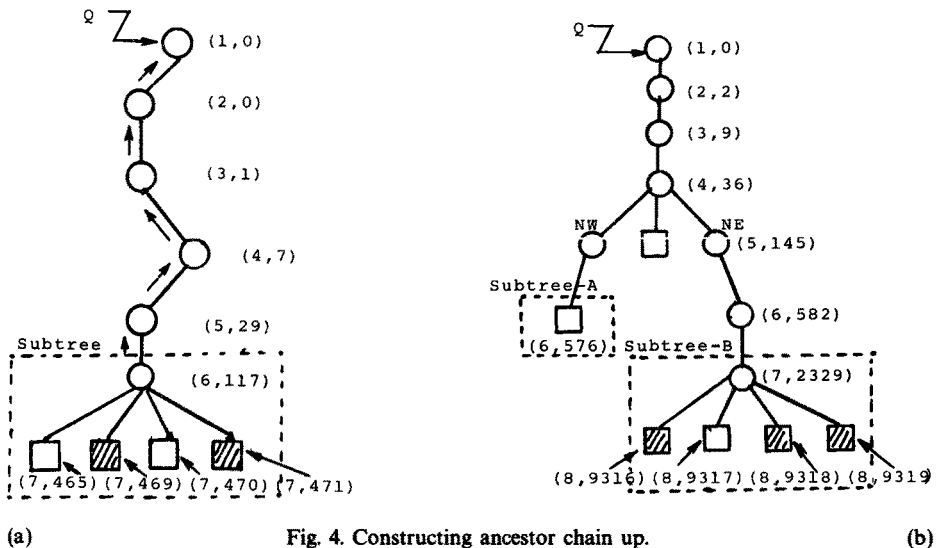 Q
(1,0)
(2,0)
(3,1)
(4,7)
(5,29)
Subtree
(6,117)
(7,465) (7,469) (7,470) (7,471)
(a)
Q
(1,0)
(2,2)
(3,9)
(4,36)
NW NE
(5,145)
Subtree-A
(6,576)
(6,582)
Subtree-B
(7,2329)
(8,9316) (8,9317) (8,9318) (8,9319)
(b)
Fig. 4. Constructing ancestor chain up.